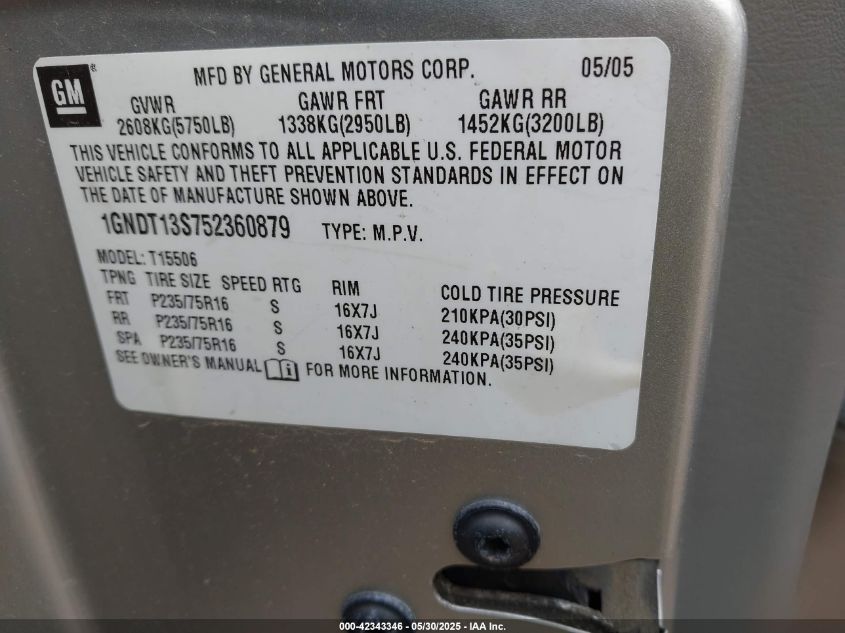 GM
MFD BY GENERAL MOTORS CORP. 05/05
GVWR GAWR FRT GAWR RR
2608KG(5750LB) 1338KG(2950LB) 1452KG(3200LB)
THIS VEHICLE CONFORMS TO ALL APPLICABLE U.S. FEDERAL MOTOR
VEHICLE SAFETY AND THEFT PREVENTION STANDARDS IN EFFECT ON
THE DATE OF MANUFACTURE SHOWN ABOVE.
1GNDT13S752360879 TYPE: M.P.V.
MODEL: T15506
TPNG TIRE SIZE SPEED RTG RIM COLD TIRE PRESSURE
FRT P235/75R16 S 16X7J 210KPA(30PSI)
RR P235/75R16 S 16X7J 240KPA(35PSI)
SPA P235/75R16 S 16X7J 240KPA(35PSI)
SEE OWNER'S MANUAL i FOR MORE INFORMATION.
000-42343346 - 05/30/2025 - IAA Inc.